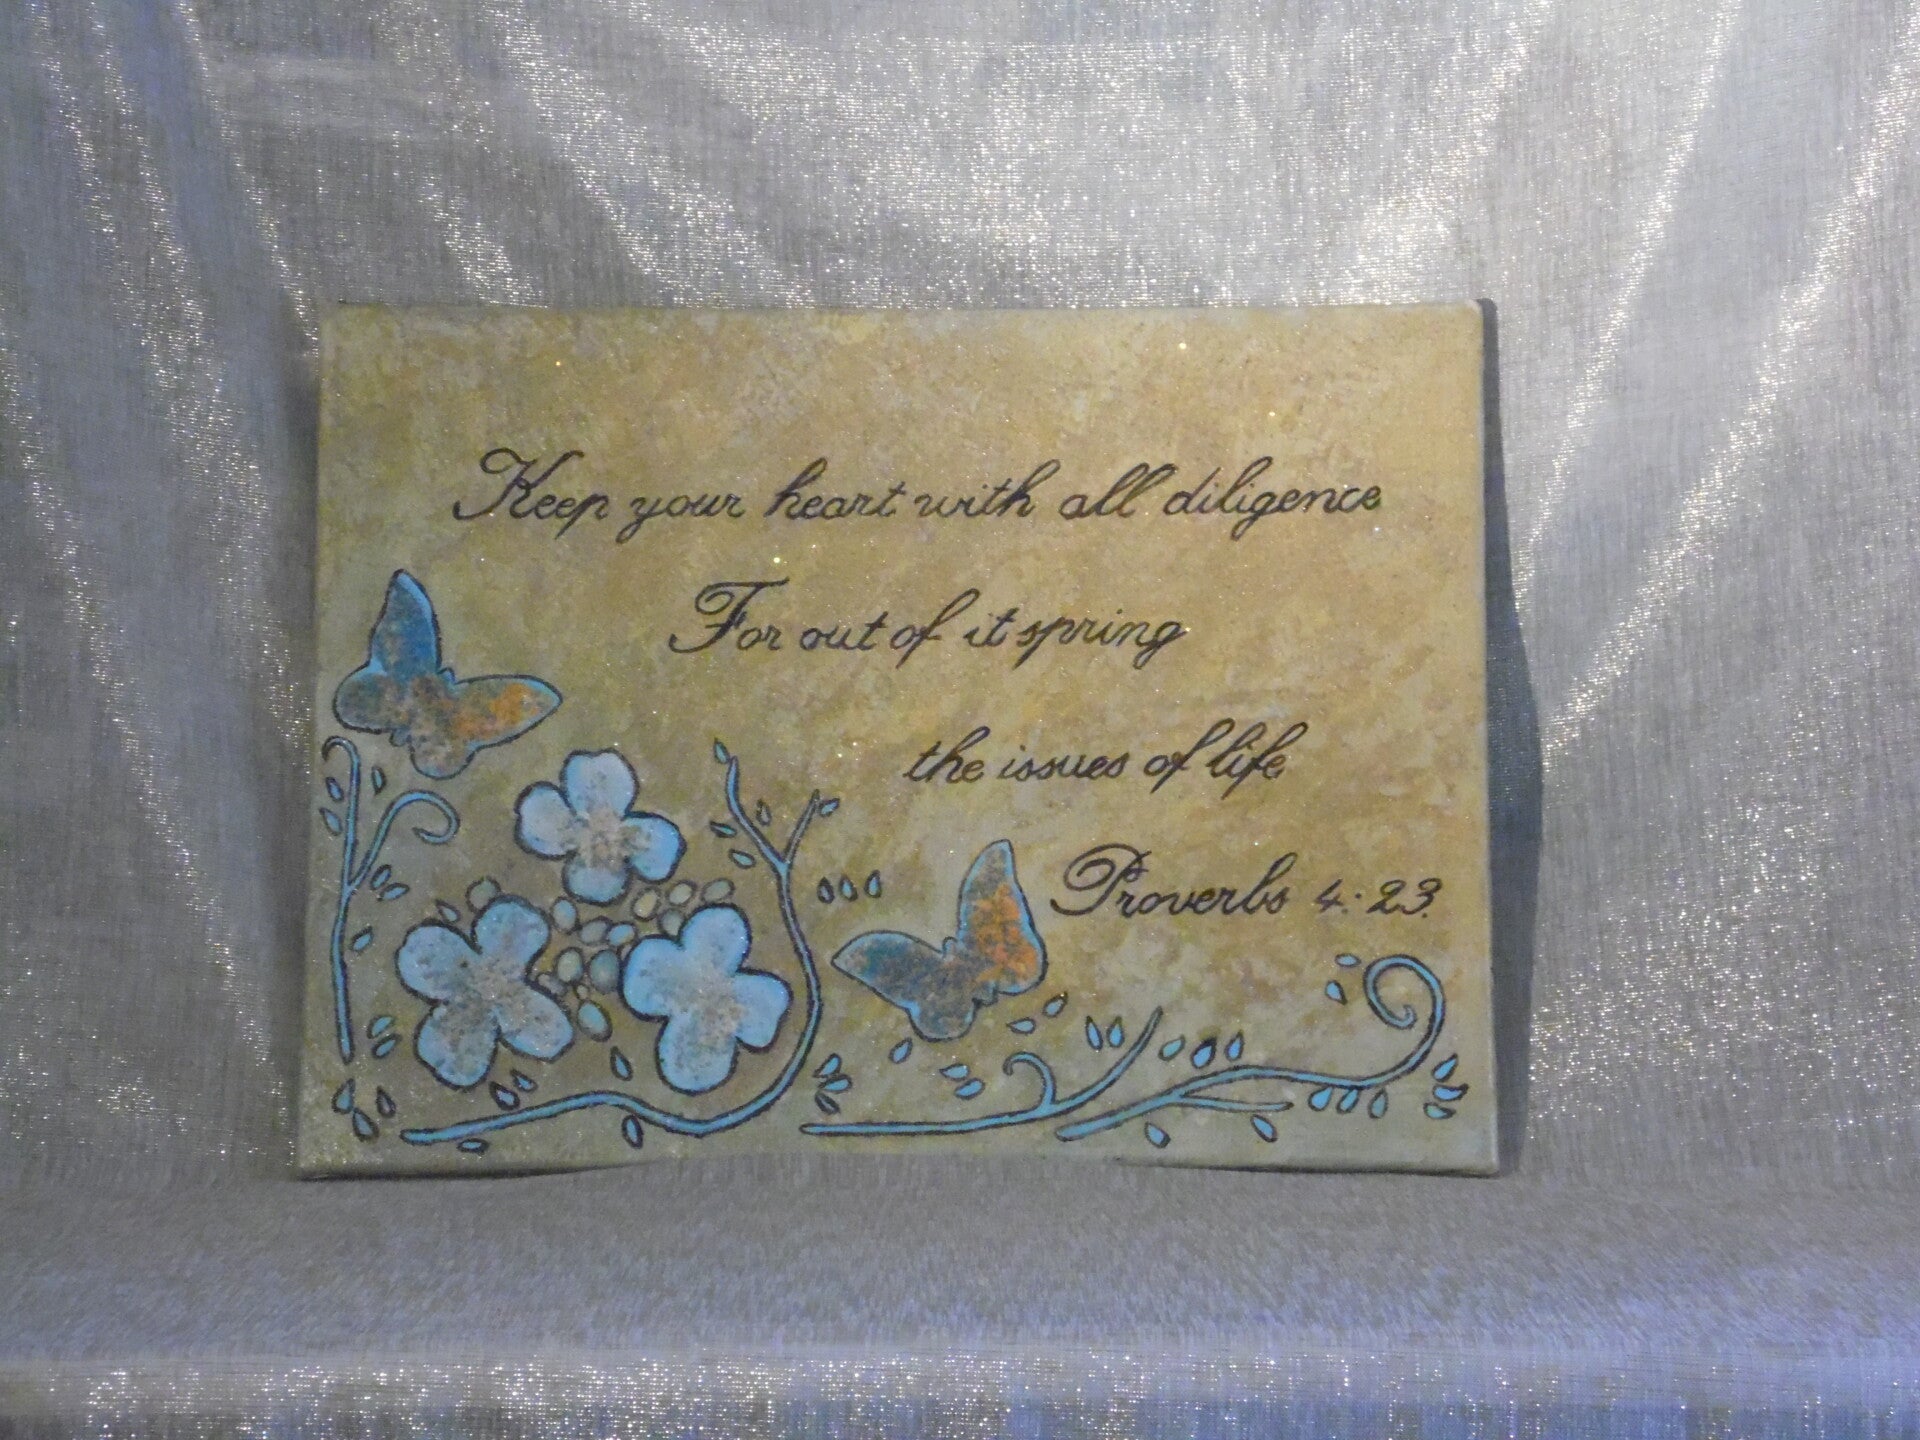 Keep your heart with all diligence
For out of it spring
the issues of life
Proverbs 4:23.